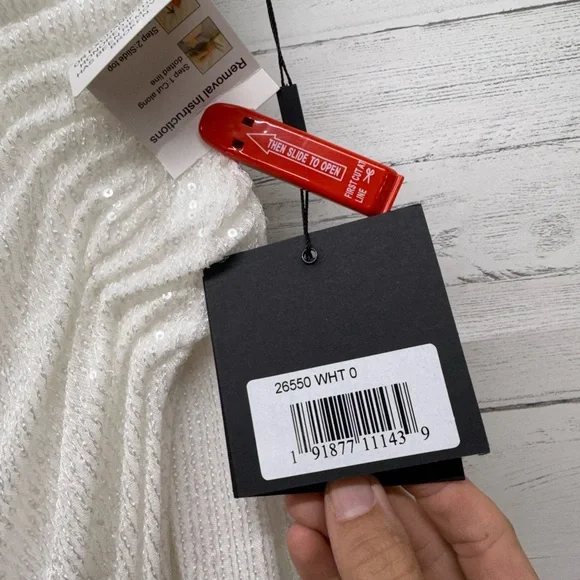 Removal Instructions
Step 1:Cut along
dotted line
Step 2:Slide top
THEN SLIDE TO OPEN
FIRST CUT AT
LINE
26550 WHT 0
1 91877 11143 9